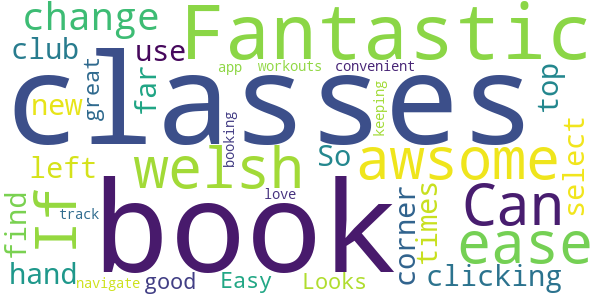 change
Fantastic
club
use
app
workouts
convenient
classes
great
far
top
new
keeping
booking
So
awsome
left
welsh
select
find
If
book
Can
love
track
corner
times
ease
hand
navigate
good
Easy
Looks
clicking